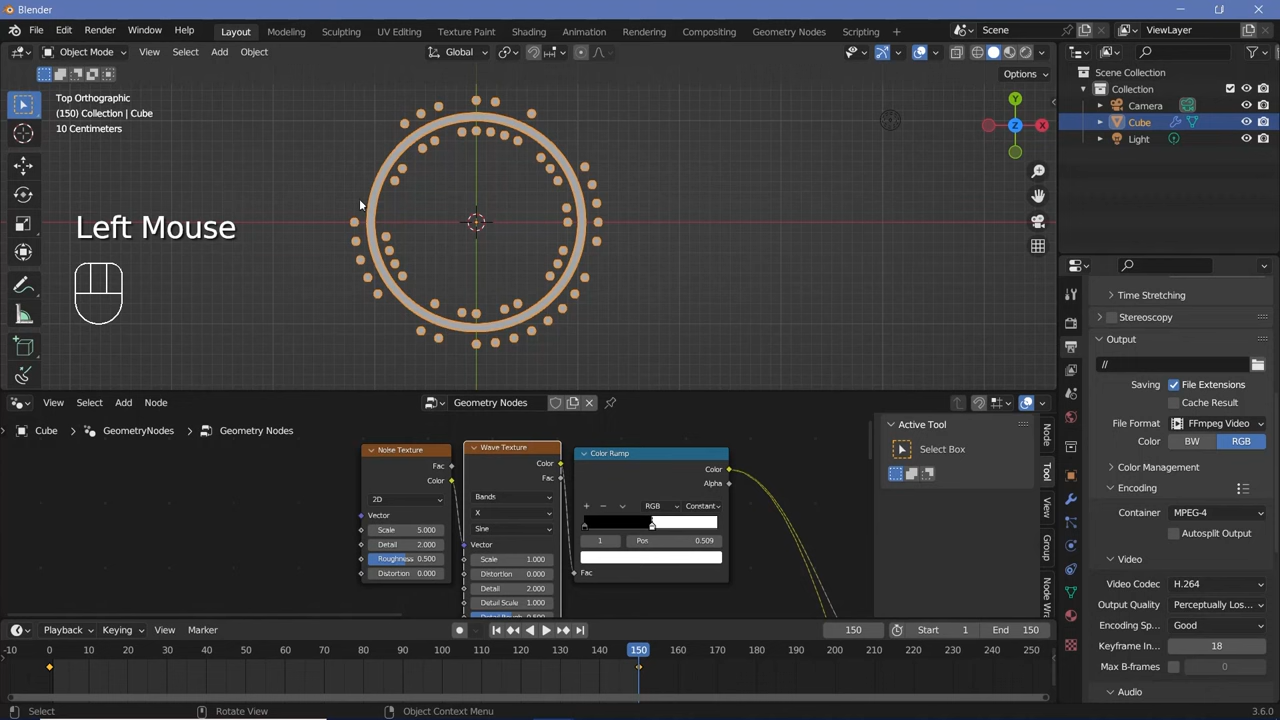 Blender
File Edit Render Window Help Layout Modeling Sculpting UV Editing Texture Paint Shading Animation Rendering Compositing Geometry Nodes Scripting + Scene ViewLayer
Object Mode View Select Add Object Global
Options
Top Orthographic
(150) Collection | Cube
10 Centimeters
Y
Z X
Left Mouse
Scene Collection
Collection
Camera
Cube
Light
Time Stretching
Stereoscopy
Output
//
Saving File Extensions
Cache Result
File Format FFmpeg Video
Color BW RGB
Color Management
Encoding
Container MPEG-4
Autosplit Output
Video
Video Codec H.264
Output Quality Perceptually Los...
Encoding Sp... Good
Keyframe In... 18
Max B-frames 0
Audio
View Select Add Node Geometry Nodes
Cube GeometryNodes Geometry Nodes
Noise Texture
Fac
Color
2D
Vector
Scale 5.000
Detail 2.000
Roughness 0.500
Distortion 0.000
Wave Texture
Color
Fac
Bands
X
Sine
Vector
Scale 1.000
Distortion 0.000
Detail 2.000
Detail Scale 1.000
Color Ramp
Color
Alpha
+ − RGB Constant
1 Pos 0.509
Fac
Active Tool
Select Box
Node
Tool
View
Group
Node Wra
Playback Keying View Marker 150 Start 1 End 150
-10 0 10 20 30 40 50 60 70 80 90 100 110 120 130 140 150 160 170 180 190 200 210 220 230 240 250
Select Rotate View Object Context Menu 3.6.0